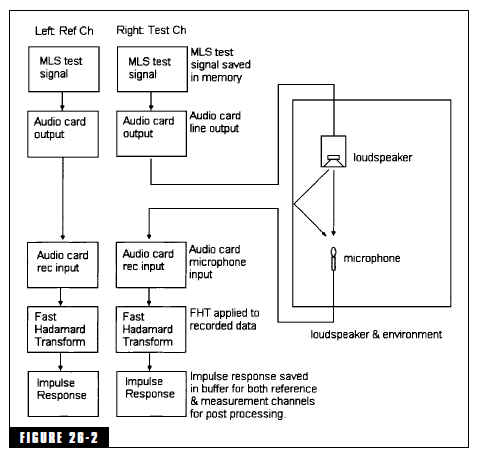 Left: Ref Ch
Right: Test Ch
MLS test
signal
MLS test
signal
MLS test
signal saved
in memory
Audio card
output
Audio card
output
Audio card
line output
loudspeaker
microphone
loudspeaker & environment
Audio card
rec input
Audio card
rec input
Audio card
microphone
input
Fast
Hadamard
Transform
Fast
Hadamard
Transform
FHT applied to
recorded data
Impulse
Response
Impulse
Response
Impulse response saved
in buffer for both reference
& measurement channels
for post processing.
FIGURE 26-2